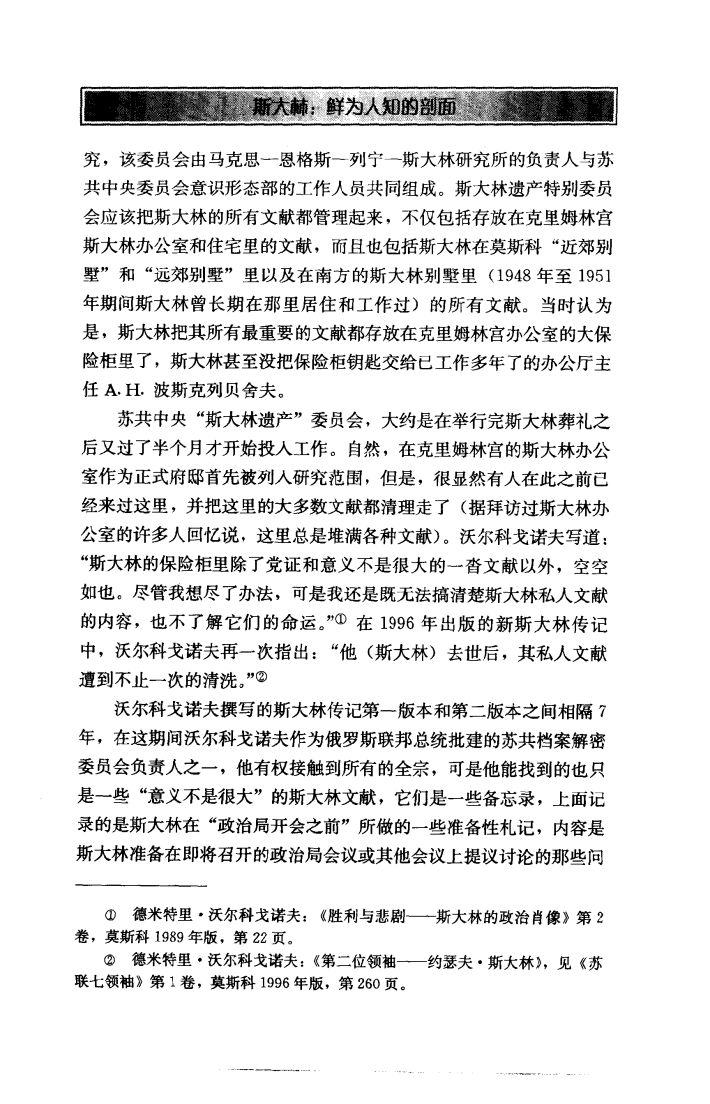 斯大林：鲜为人知的剖面
究，该委员会由马克思—恩格斯—列宁—斯大林研究所的负责人与苏
共中央委员会意识形态部的工作人员共同组成。斯大林遗产特别委员
会应该把斯大林的所有文献都管理起来，不仅包括存放在克里姆林宫
斯大林办公室和住宅里的文献，而且也包括斯大林在莫斯科“近郊别
墅”和“远郊别墅”里以及在南方的斯大林别墅里（1948 年至 1951
年期间斯大林曾长期在那里居住和工作过）的所有文献。当时认为
是，斯大林把其所有最重要的文献都存放在克里姆林宫办公室的大保
险柜里了，斯大林甚至没把保险柜钥匙交给已工作多年了的办公厅主
任 A.H. 波斯克列贝舍夫。
苏共中央“斯大林遗产”委员会，大约是在举行完斯大林葬礼之
后又过了半个月才开始投人工作。自然，在克里姆林宫的斯大林办公
室作为正式府邸首先被列人研究范围，但是，很显然有人在此之前已
经来过这里，并把这里的大多数文献都清理走了（据拜访过斯大林办
公室的许多人回忆说，这里总是堆满各种文献）。沃尔科戈诺夫写道：
“斯大林的保险柜里除了党证和意义不是很大的一沓文献以外，空空
如也。尽管我想尽了办法，可是我还是既无法搞清楚斯大林私人文献
的内容，也不了解它们的命运。”① 在 1996 年出版的新斯大林传记
中，沃尔科戈诺夫再一次指出：“他（斯大林）去世后，其私人文献
遭到不止一次的清洗。”②
沃尔科戈诺夫撰写的斯大林传记第一版本和第二版本之间相隔 7
年，在这期间沃尔科戈诺夫作为俄罗斯联邦总统批建的苏共档案解密
委员会负责人之一，他有权接触到所有的全宗，可是他能找到的也只
是一些“意义不是很大”的斯大林文献，它们是一些备忘录，上面记
录的是斯大林在“政治局开会之前”所做的一些准备性札记，内容是
斯大林准备在即将召开的政治局会议或其他会议上提议讨论的那些问
① 德米特里·沃尔科戈诺夫：《胜利与悲剧——斯大林的政治肖像》第 2
卷，莫斯科 1989 年版，第 22 页。
② 德米特里·沃尔科戈诺夫：《第二位领袖——约瑟夫·斯大林》，见《苏
联七领袖》第 1 卷，莫斯科 1996 年版，第 260 页。